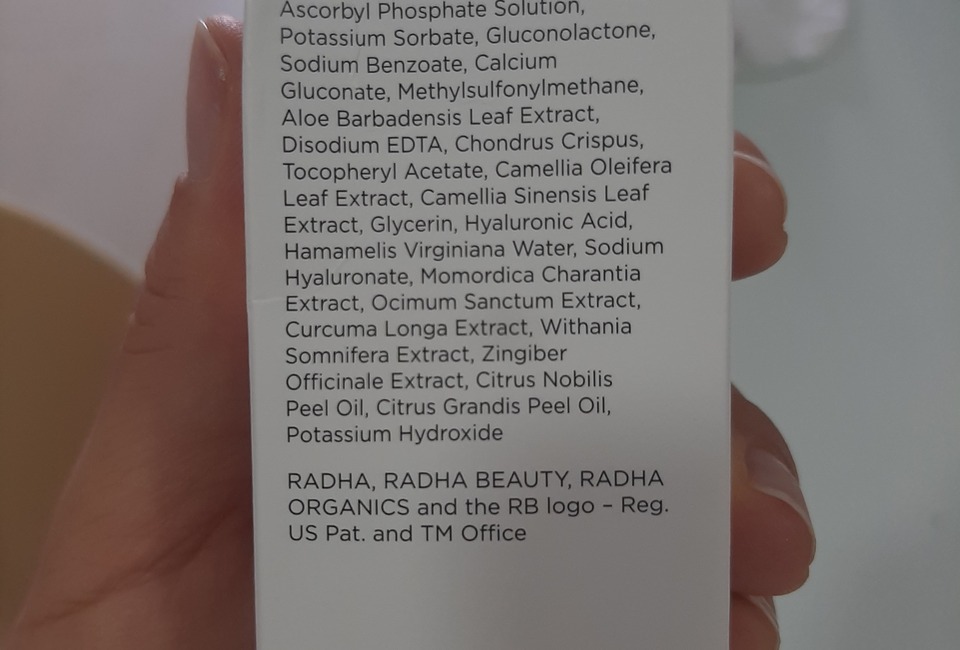 Ascorbyl Phosphate Solution,
Potassium Sorbate, Gluconolactone,
Sodium Benzoate, Calcium
Gluconate, Methylsulfonylmethane,
Aloe Barbadensis Leaf Extract,
Disodium EDTA, Chondrus Crispus,
Tocopheryl Acetate, Camellia Oleifera
Leaf Extract, Camellia Sinensis Leaf
Extract, Glycerin, Hyaluronic Acid,
Hamamelis Virginiana Water, Sodium
Hyaluronate, Momordica Charantia
Extract, Ocimum Sanctum Extract,
Curcuma Longa Extract, Withania
Somnifera Extract, Zingiber
Officinale Extract, Citrus Nobilis
Peel Oil, Citrus Grandis Peel Oil,
Potassium Hydroxide
RADHA, RADHA BEAUTY, RADHA
ORGANICS and the RB logo – Reg.
US Pat. and TM Office